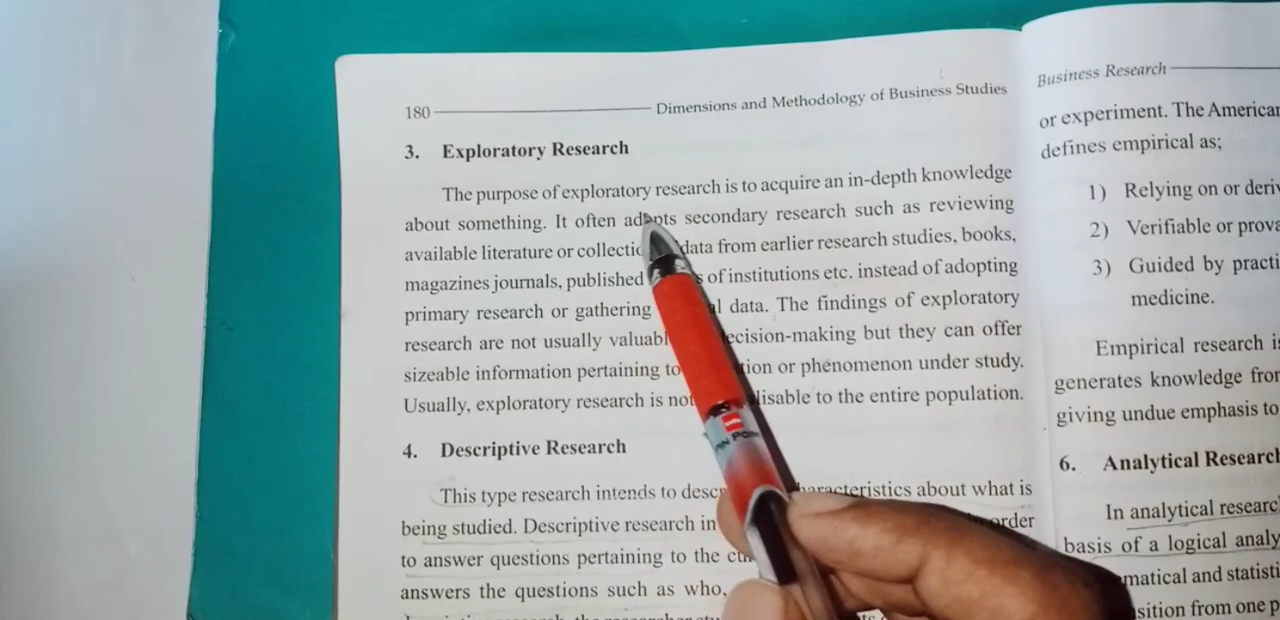 180 Dimensions and Methodology of Business Studies
3. Exploratory Research
The purpose of exploratory research is to acquire an in-depth knowledge
about something. It often adopts secondary research such as reviewing
available literature or collectio data from earlier research studies, books,
magazines journals, published s of institutions etc. instead of adopting
primary research or gathering l data. The findings of exploratory
research are not usually valuabl ecision-making but they can offer
sizeable information pertaining to tion or phenomenon under study.
Usually, exploratory research is not lisable to the entire population.
4. Descriptive Research
This type research intends to descr haracteristics about what is
being studied. Descriptive research in order
to answer questions pertaining to the cu
answers the questions such as who,
Business Research
or experiment. The American
defines empirical as;
1) Relying on or deriv
2) Verifiable or prova
3) Guided by practi
medicine.
Empirical research is
generates knowledge from
giving undue emphasis to
6. Analytical Research
In analytical researc
basis of a logical analy
matical and statisti
sition from one p